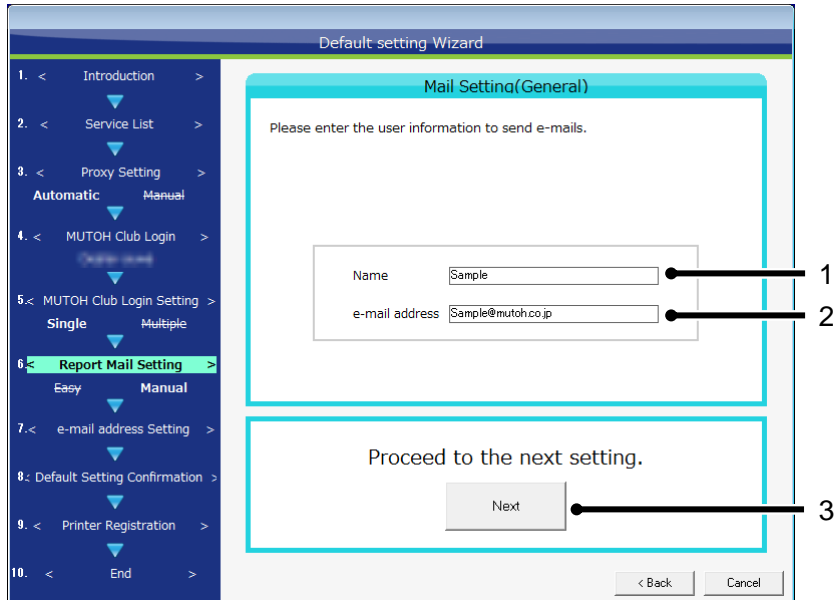 Default setting Wizard
1. < Introduction >
2. < Service List >
3. < Proxy Setting >
Automatic Manual
4. < MUTOH Club Login >
5.< MUTOH Club Login Setting >
Single Multiple
6.< Report Mail Setting >
Easy Manual
7.< e-mail address Setting >
8.< Default Setting Confirmation >
9. < Printer Registration >
10. < End >
Mail Setting(General)
Please enter the user information to send e-mails.
Name Sample 1
e-mail address Sample@mutoh.co.jp 2
Proceed to the next setting.
Next 3
< Back Cancel